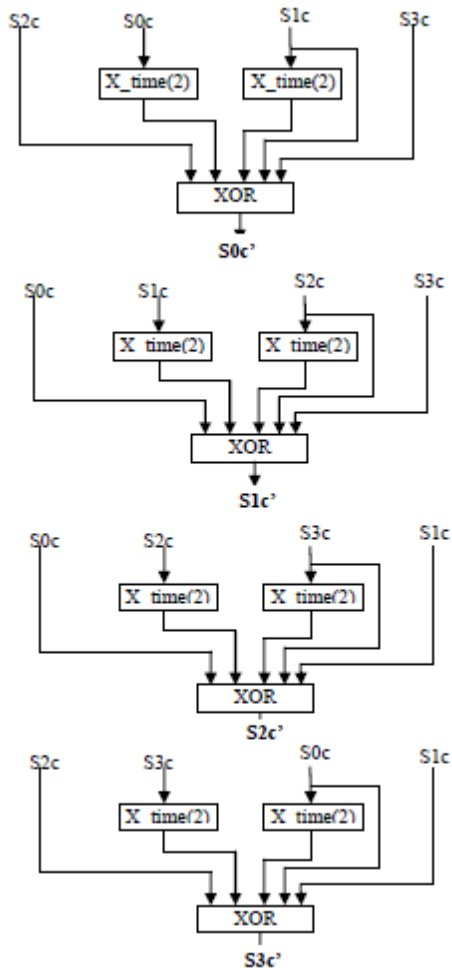 S2c S0c S1c S3c
X_time(2) X_time(2)
XOR
S0c’
S0c S1c S2c S3c
X time(2) X time(2)
XOR
S1c’
S0c S2c S3c S1c
X time(2) X time(2)
XOR
S2c’
S2c S3c S0c S1c
X time(2) X time(2)
XOR
S3c’